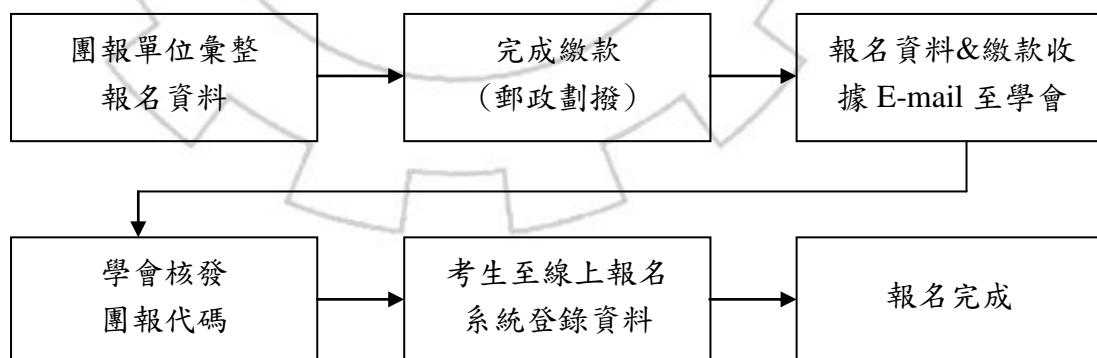 團報單位彙整
報名資料
完成繳款
（郵政劃撥）
報名資料&繳款收
據 E-mail 至學會
學會核發
團報代碼
考生至線上報名
系統登錄資料
報名完成